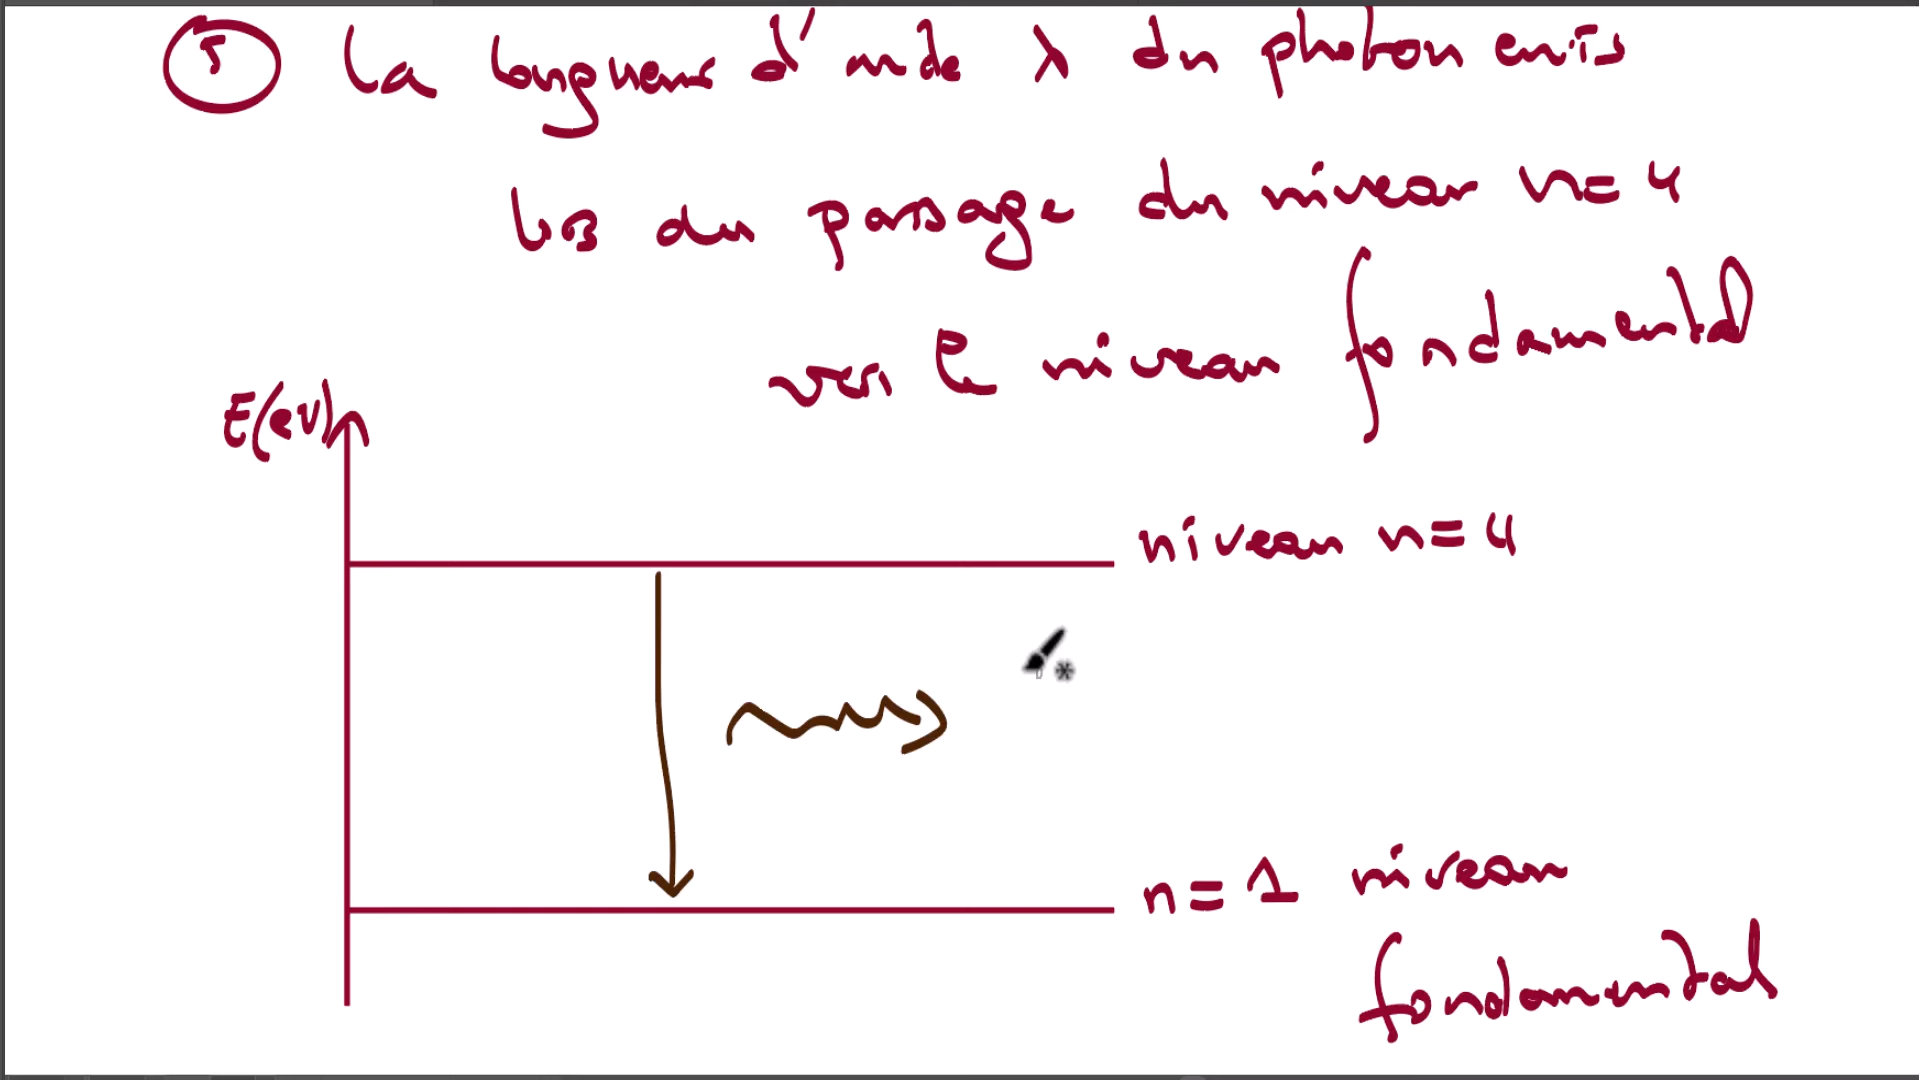 5 La longueur d'onde λ du photon émis
lors du passage du niveau n=4
vers le niveau fondamental
E(eV)
niveau n=4
n=1 niveau
fondamental